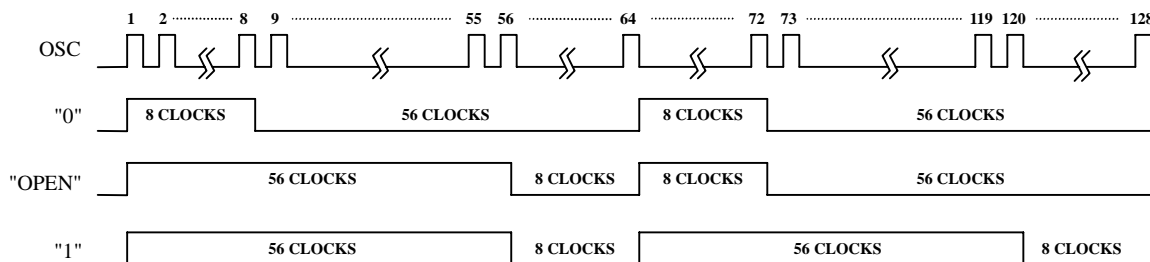 1 2 8 9 55 56 64 72 73 119 120 128
OSC
"0" 8 CLOCKS 56 CLOCKS 8 CLOCKS 56 CLOCKS
"OPEN" 56 CLOCKS 8 CLOCKS 8 CLOCKS 56 CLOCKS
"1" 56 CLOCKS 8 CLOCKS 56 CLOCKS 8 CLOCKS